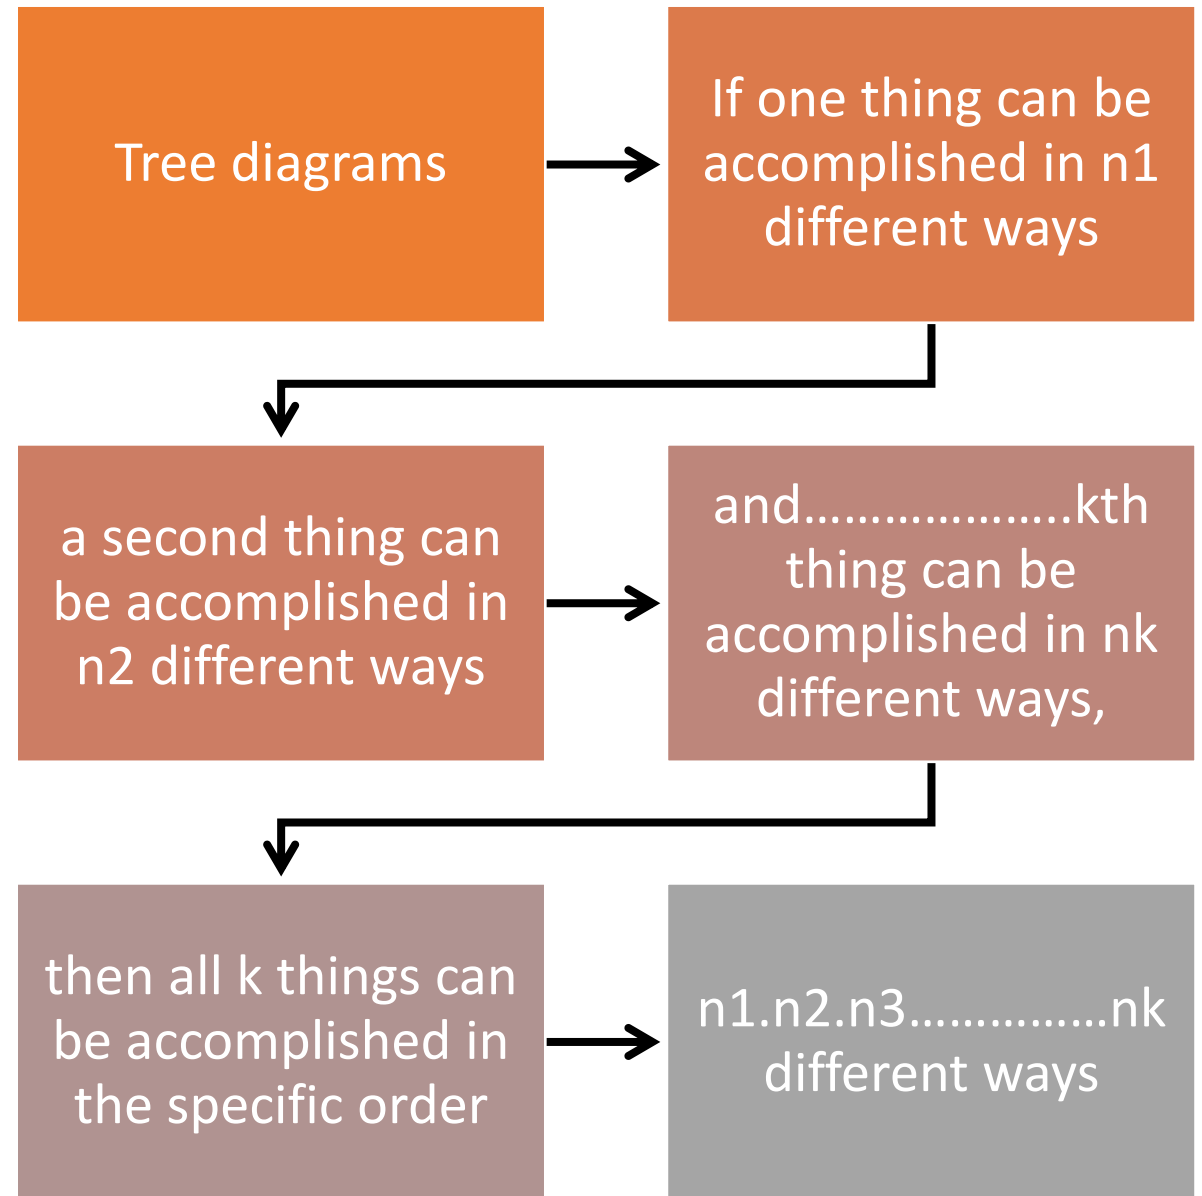 Tree diagrams
If one thing can be
accomplished in n1
different ways
a second thing can
be accomplished in
n2 different ways
and………………..kth
thing can be
accomplished in nk
different ways,
then all k things can
be accomplished in
the specific order
n1.n2.n3……………nk
different ways